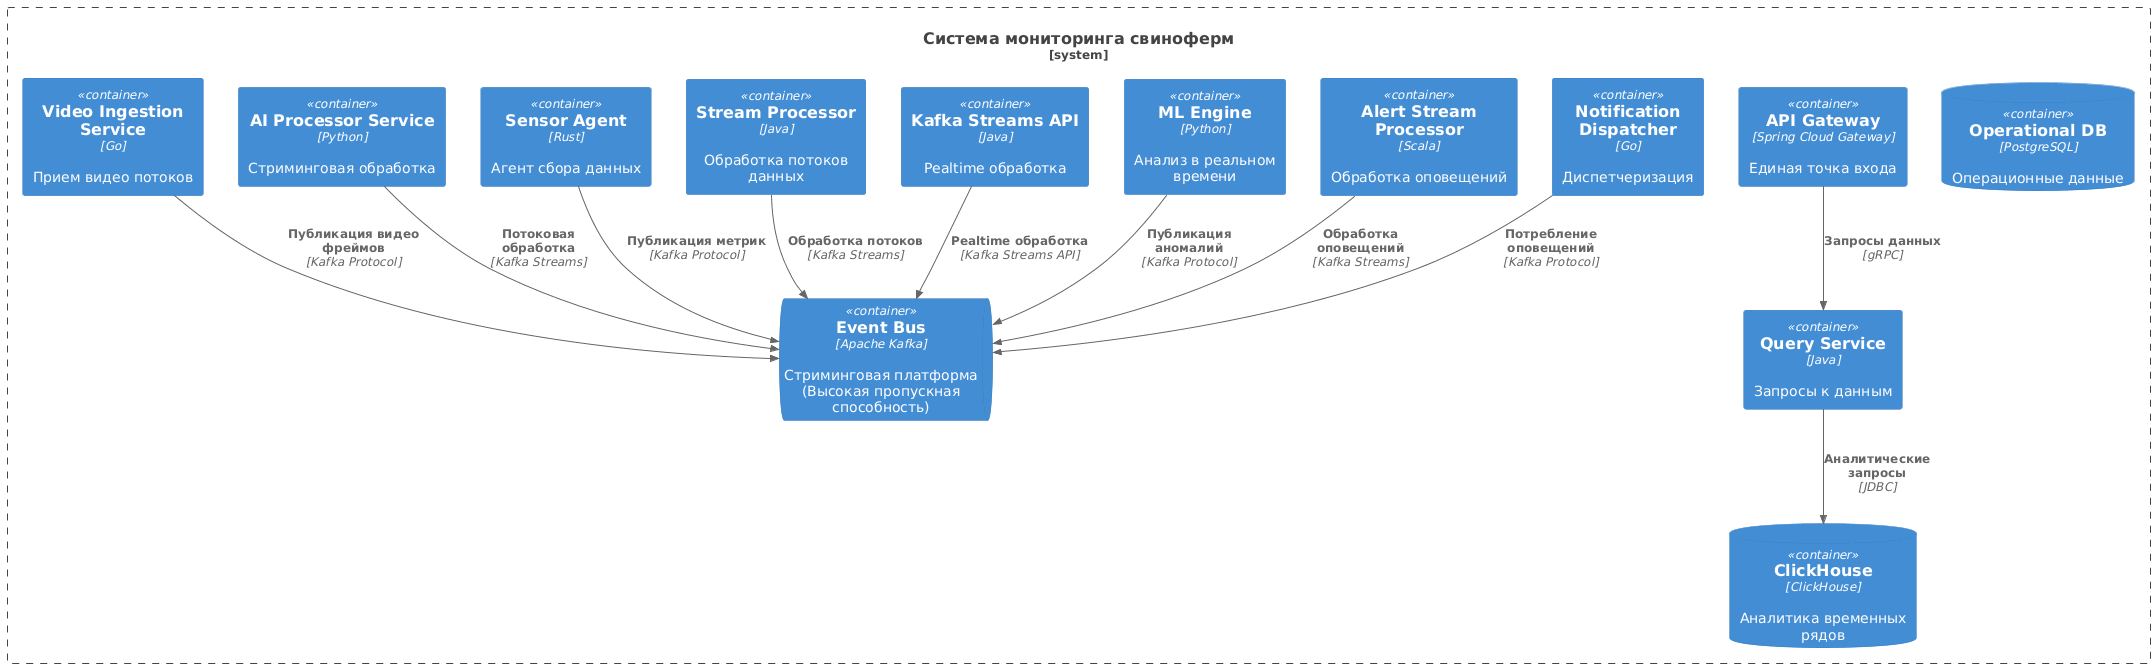 Система мониторинга свиноферм
[system]
«container»
Video Ingestion
Service
[Go]
Прием видео потоков
«container»
AI Processor Service
[Python]
Стриминговая обработка
«container»
Sensor Agent
[Rust]
Агент сбора данных
«container»
Stream Processor
[Java]
Обработка потоков
данных
«container»
Kafka Streams API
[Java]
Pealtime обработка
«container»
ML Engine
[Python]
Анализ в реальном
времени
«container»
Alert Stream
Processor
[Scala]
Обработка оповещений
«container»
Notification
Dispatcher
[Go]
Диспетчеризация
«container»
API Gateway
[Spring Cloud Gateway]
Единая точка входа
«container»
Operational DB
[PostgreSQL]
Операционные данные
Публикация видео
фреймов
[Kafka Protocol]
Потоковая
обработка
[Kafka Streams]
Публикация метрик
[Kafka Protocol]
Обработка потоков
[Kafka Streams]
Pealtime обработка
[Kafka Streams API]
Публикация
аномалий
[Kafka Protocol]
Обработка
оповещений
[Kafka Streams]
Потребление
оповещений
[Kafka Protocol]
Запросы данных
[gRPC]
«container»
Event Bus
[Apache Kafka]
Стриминговая платформа
(Высокая пропускная
способность)
«container»
Query Service
[Java]
Запросы к данным
Аналитические
запросы
[JDBC]
«container»
ClickHouse
[ClickHouse]
Аналитика временных
рядов